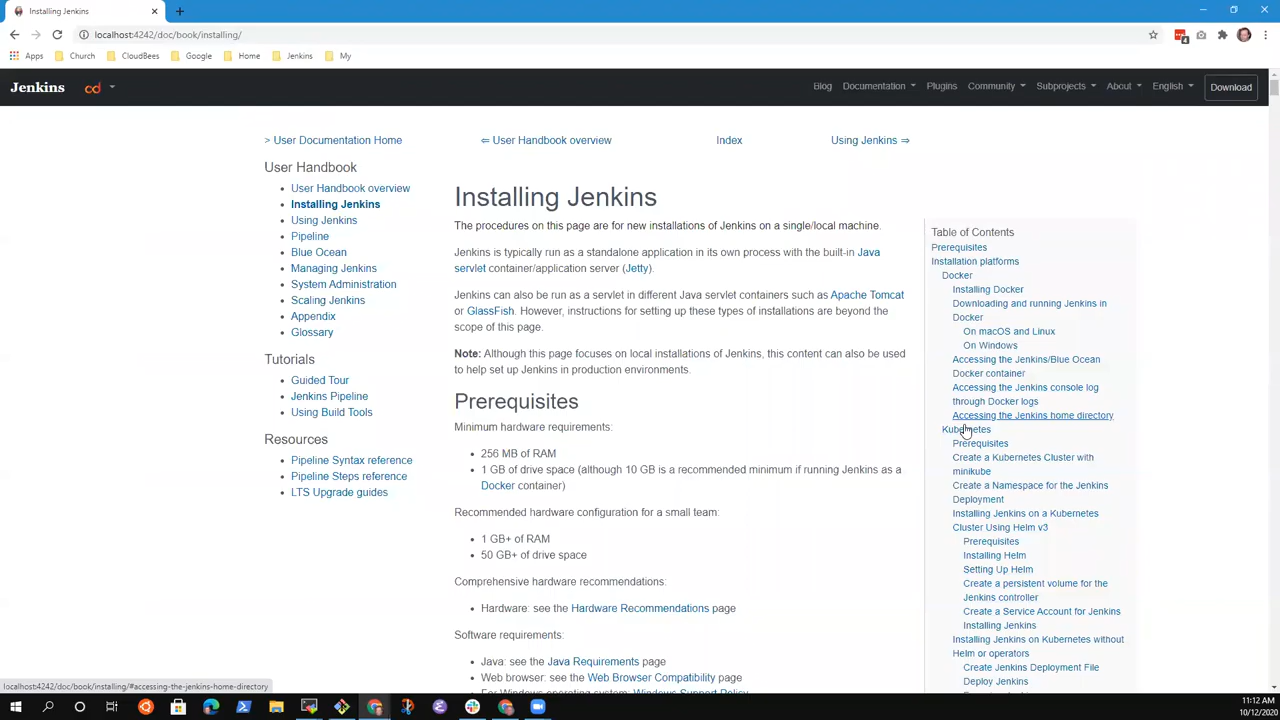 Installing Jenkins
localhost:4242/doc/book/installing/
Apps
Church
CloudBees
Google
Home
Jenkins
My
Jenkins
cd
Blog
Documentation
Plugins
Community
Subprojects
About
English
Download
> User Documentation Home
⇐ User Handbook overview
Index
Using Jenkins ⇒
User Handbook
User Handbook overview
Installing Jenkins
Using Jenkins
Pipeline
Blue Ocean
Managing Jenkins
System Administration
Scaling Jenkins
Appendix
Glossary
Tutorials
Guided Tour
Jenkins Pipeline
Using Build Tools
Resources
Pipeline Syntax reference
Pipeline Steps reference
LTS Upgrade guides
Installing Jenkins
The procedures on this page are for new installations of Jenkins on a single/local machine.
Jenkins is typically run as a standalone application in its own process with the built-in Java
servlet container/application server (Jetty).
Jenkins can also be run as a servlet in different Java servlet containers such as Apache Tomcat
or GlassFish. However, instructions for setting up these types of installations are beyond the
scope of this page.
Note: Although this page focuses on local installations of Jenkins, this content can also be used
to help set up Jenkins in production environments.
Prerequisites
Minimum hardware requirements:
256 MB of RAM
1 GB of drive space (although 10 GB is a recommended minimum if running Jenkins as a
Docker container)
Recommended hardware configuration for a small team:
1 GB+ of RAM
50 GB+ of drive space
Comprehensive hardware recommendations:
Hardware: see the Hardware Recommendations page
Software requirements:
Java: see the Java Requirements page
Web browser: see the Web Browser Compatibility page
For Windows operating system: Windows Support Policy
Table of Contents
Prerequisites
Installation platforms
Docker
Installing Docker
Downloading and running Jenkins in
Docker
On macOS and Linux
On Windows
Accessing the Jenkins/Blue Ocean
Docker container
Accessing the Jenkins console log
through Docker logs
Accessing the Jenkins home directory
Kubernetes
Prerequisites
Create a Kubernetes Cluster with
minikube
Create a Namespace for the Jenkins
Deployment
Installing Jenkins on a Kubernetes
Cluster Using Helm v3
Prerequisites
Installing Helm
Setting Up Helm
Create a persistent volume for the
Jenkins controller
Create a Service Account for Jenkins
Installing Jenkins
Installing Jenkins on Kubernetes without
Helm or operators
Create Jenkins Deployment File
Deploy Jenkins
localhost:4242/doc/book/installing/#accessing-the-jenkins-home-directory
11:12 AM
10/12/2020